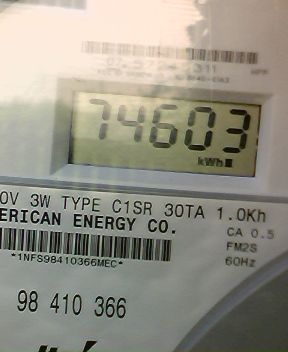 74603
kWh
0V 3W TYPE C1SR 30TA 1.0Kh
ERICAN ENERGY CO.
CA 0.5
FM2S
*1NFS98410366MEC*
60Hz
98 410 366